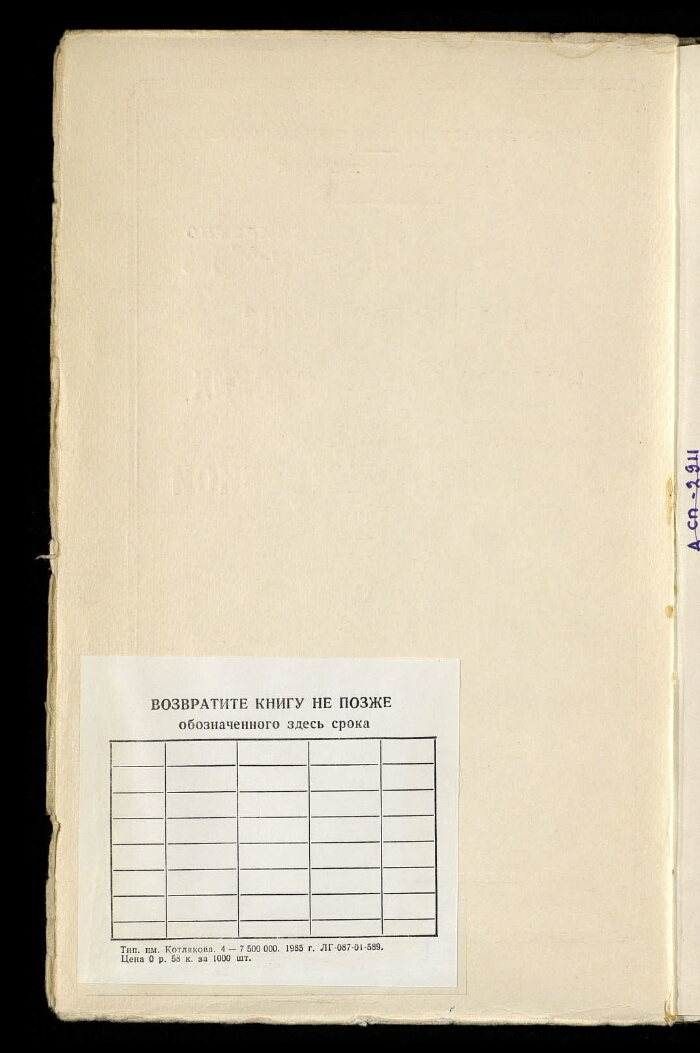 ВОЗВРАТИТЕ КНИГУ НЕ ПОЗЖЕ
обозначенного здесь срока
Тип. им. Котлякова. 4 — 7 500 000. 1985 г. ЛГ-087-01-589.
Цена 0 р. 58 к. за 1000 шт.
А СП-2911